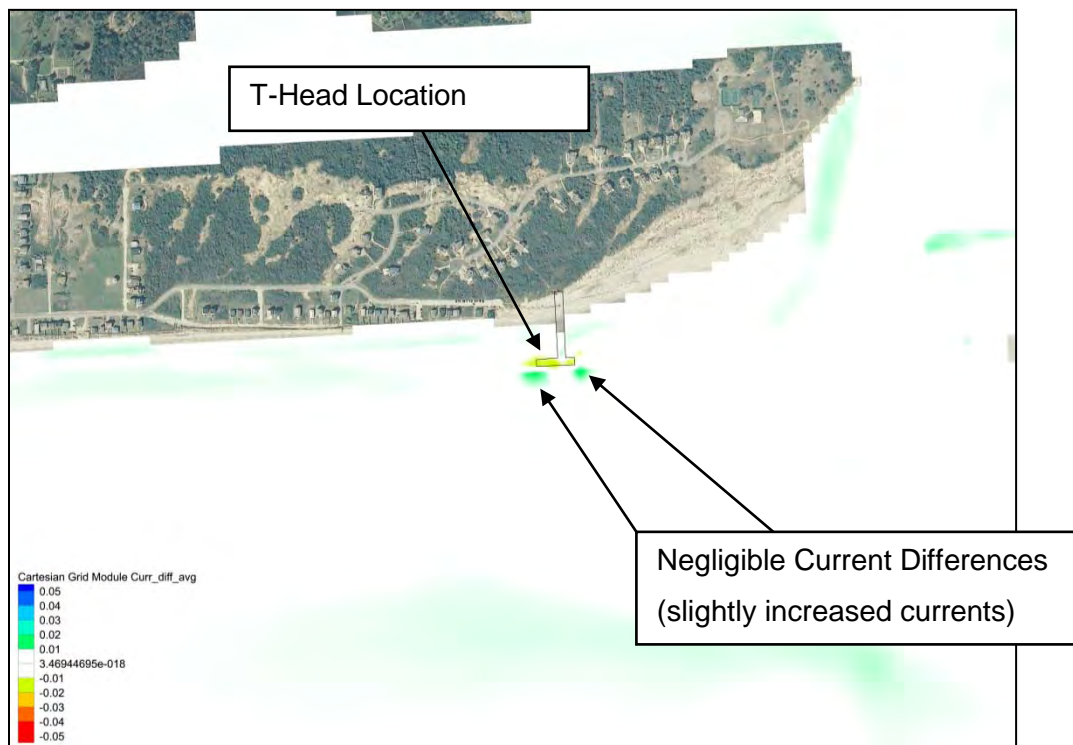 T-Head Location
Negligible Current Differences
(slightly increased currents)
Cartesian Grid Module Curr_diff_avg
0.05
0.04
0.03
0.02
0.01
3.46944695e-018
-0.01
-0.02
-0.03
-0.04
-0.05